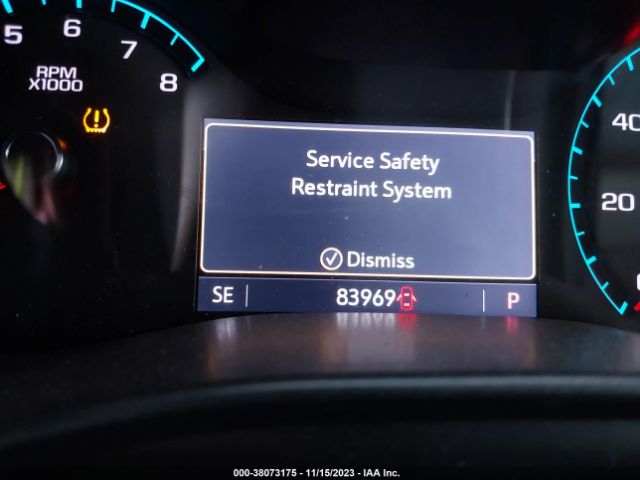 5 6 7 8
RPM
X1000
Service Safety
Restraint System
Dismiss
SE 83969 P
40
20
000-38073175 - 11/15/2023 - IAA Inc.